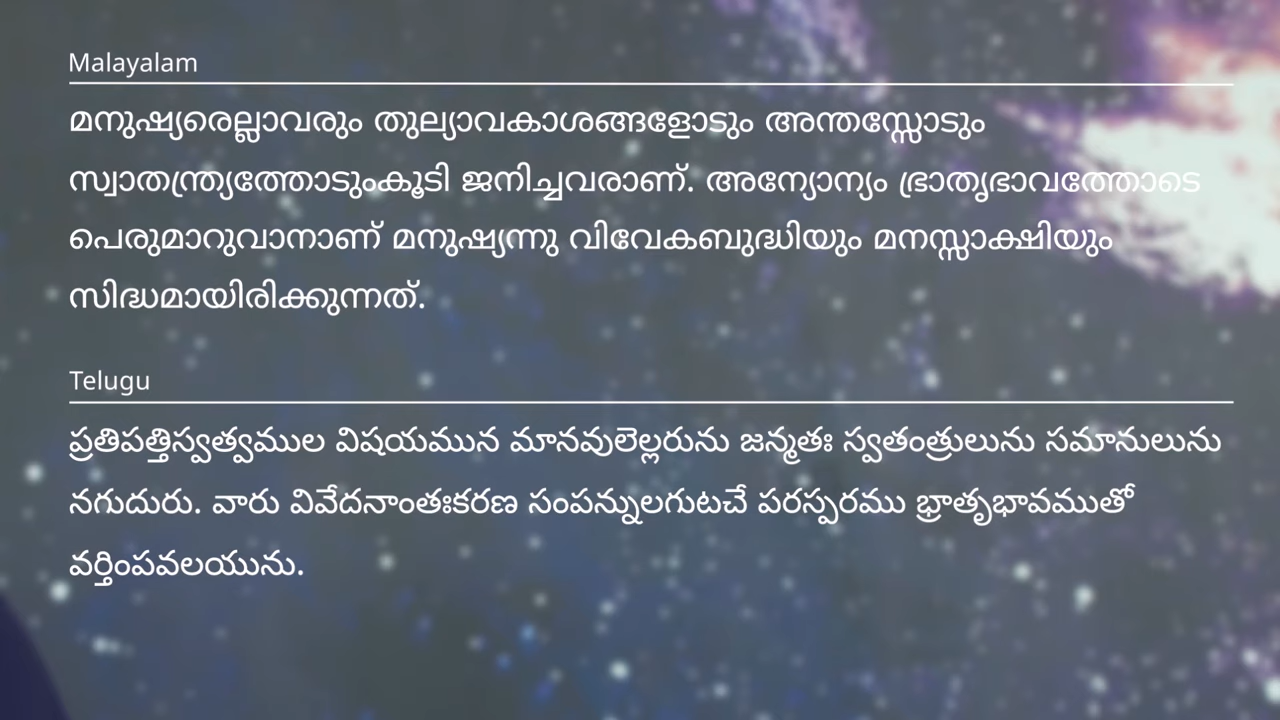 Malayalam
മനുഷ്യരെല്ലാവരും തുല്യാവകാശങ്ങളോടും അന്തസ്സോടും
സ്വാതന്ത്ര്യത്തോടുംകൂടി ജനിച്ചവരാണ്. അന്യോന്യം ഭ്രാതൃഭാവത്തോടെ
പെരുമാറുവാനാണ് മനുഷ്യന്നു വിവേകബുദ്ധിയും മനസ്സാക്ഷിയും
സിദ്ധമായിരിക്കുന്നത്.
Telugu
ప్రతిపత్తిస్వత్వముల విషయమున మానవులెల్లరును జన్మతః స్వతంత్రులును సమానులును
నగుదురు. వారు వివేదనాంతఃకరణ సంపన్నులగుటచే పరస్పరము భ్రాతృభావముతో
వర్తింపవలయును.